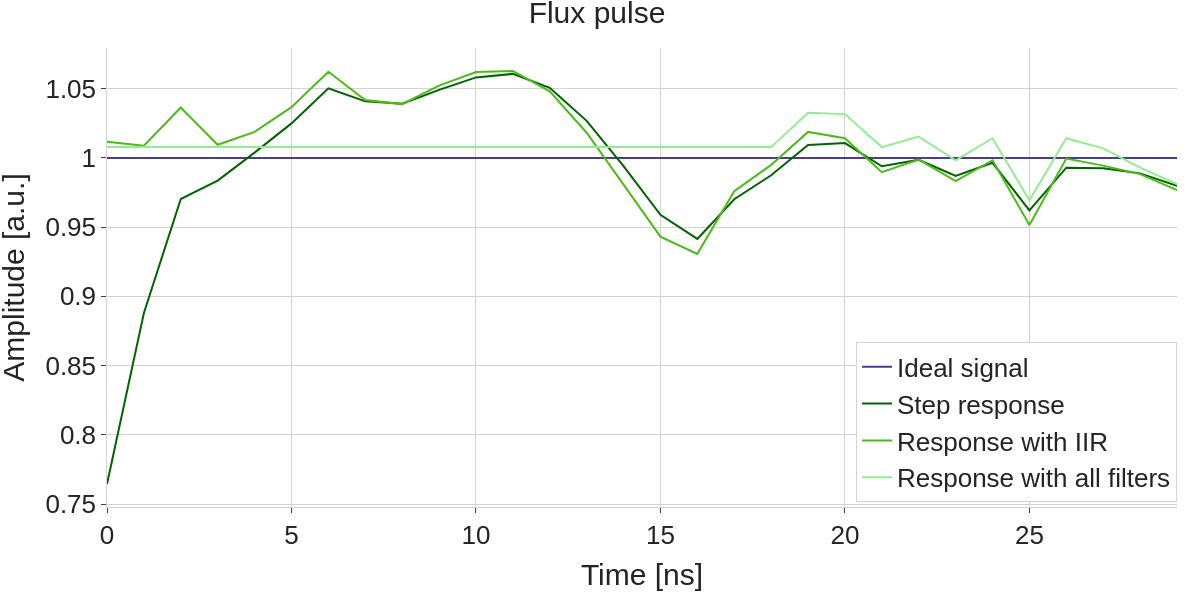 Flux pulse
Amplitude [a.u.]
1.05
1
0.95
0.9
0.85
0.8
0.75
0
5
10
15
20
25
Time [ns]
Ideal signal
Step response
Response with IIR
Response with all filters